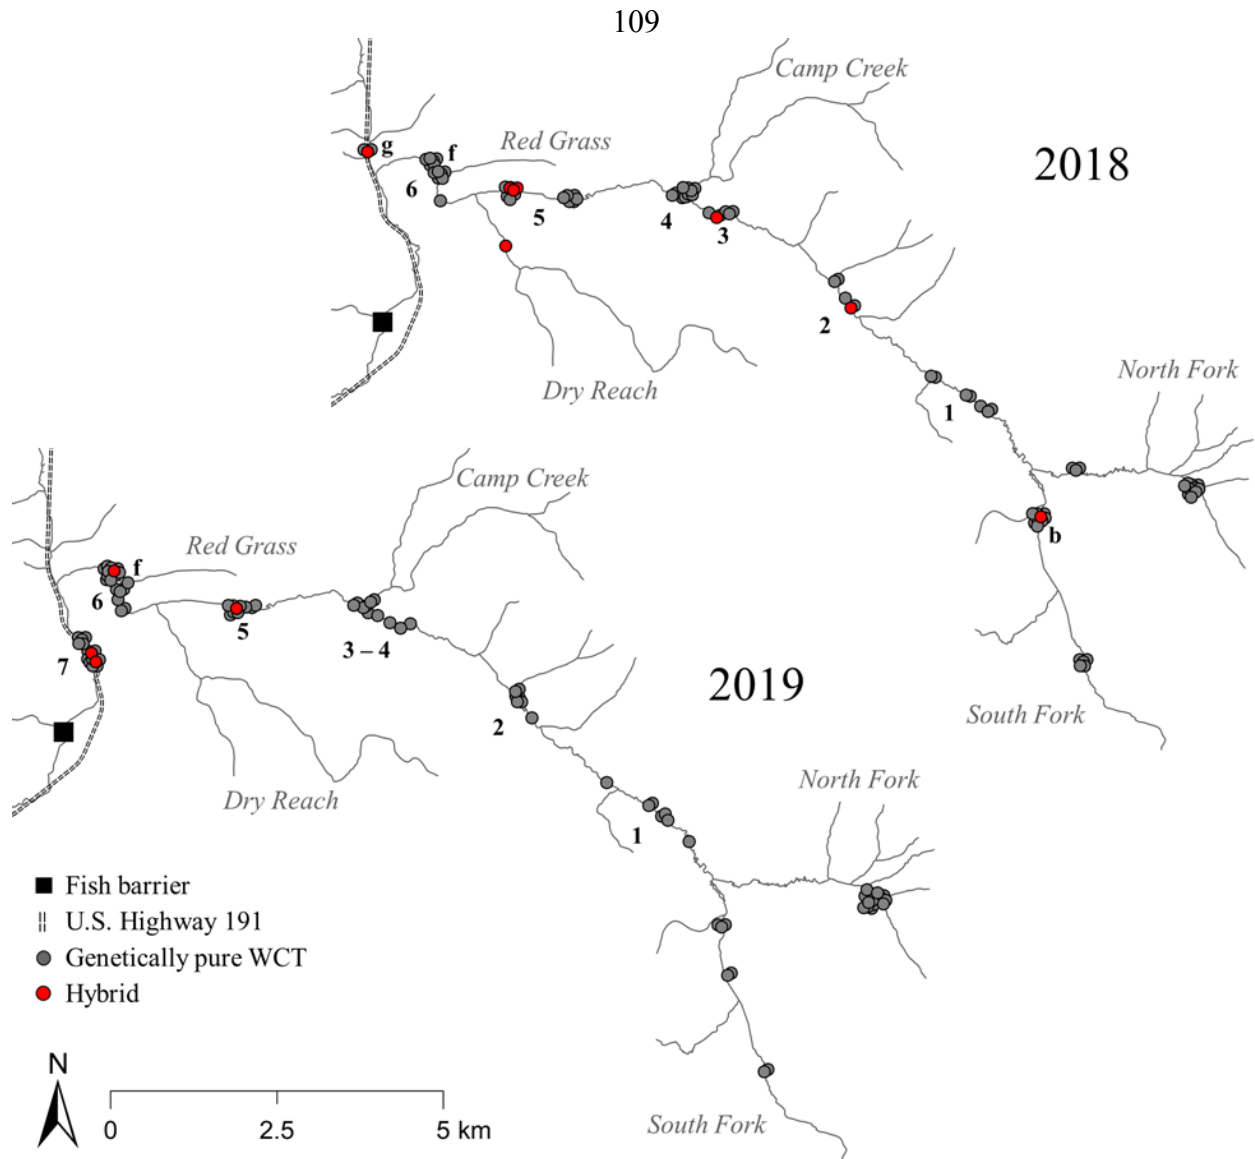 109
Camp Creek
Red Grass
2018
g
f
6
5
4
3
2
Dry Reach
North Fork
1
b
South Fork
Camp Creek
Red Grass
f
6
5
3 – 4
7
2019
2
Dry Reach
North Fork
1
South Fork
Fish barrier
U.S. Highway 191
Genetically pure WCT
Hybrid
N
0
2.5
5 km